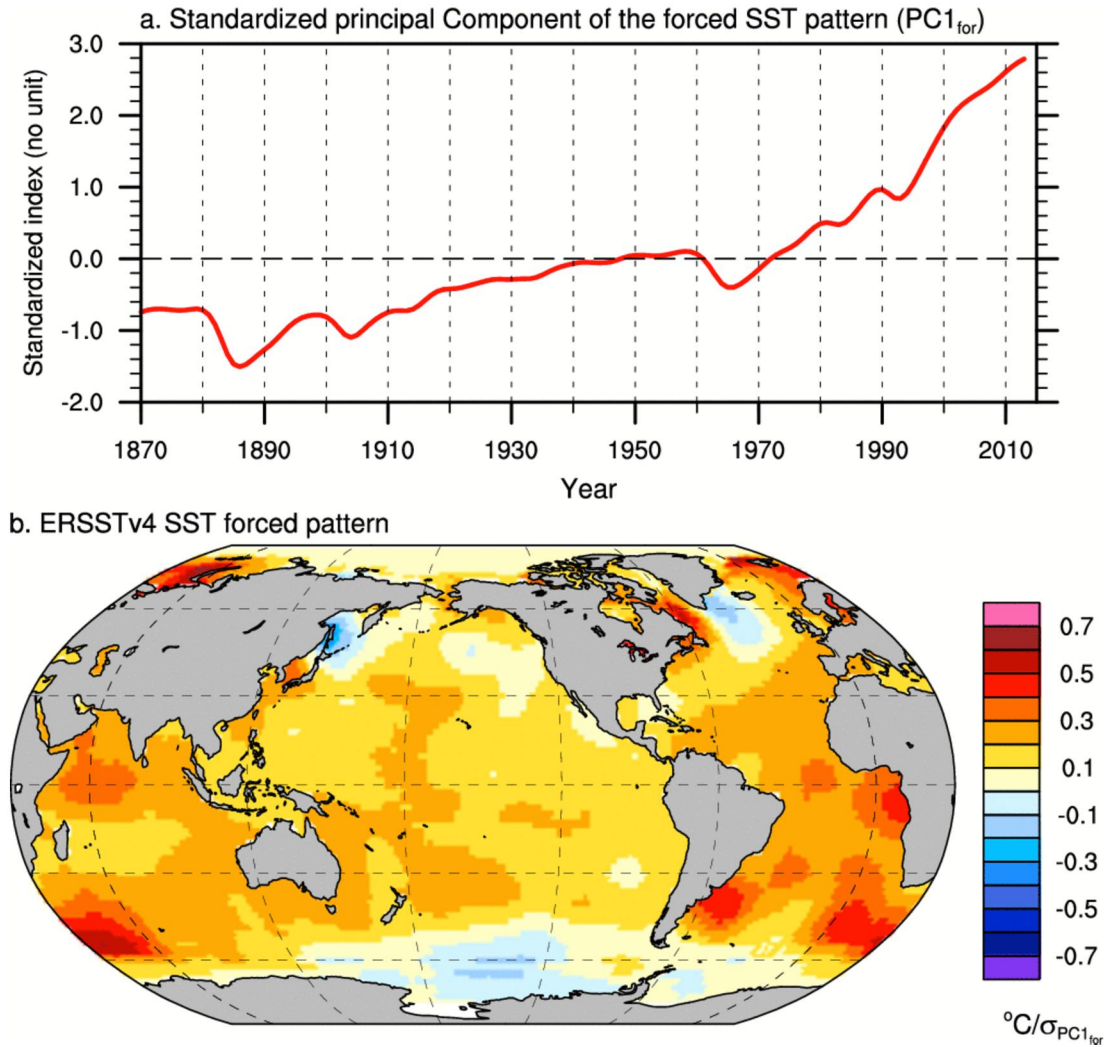 a. Standardized principal Component of the forced SST pattern (PC1for)
3.0
2.0
1.0
0.0
-1.0
-2.0
Standardized index (no unit)
1870 1890 1910 1930 1950 1970 1990 2010
Year
b. ERSSTv4 SST forced pattern
0.7
0.5
0.3
0.1
-0.1
-0.3
-0.5
-0.7
°C/σPC1for